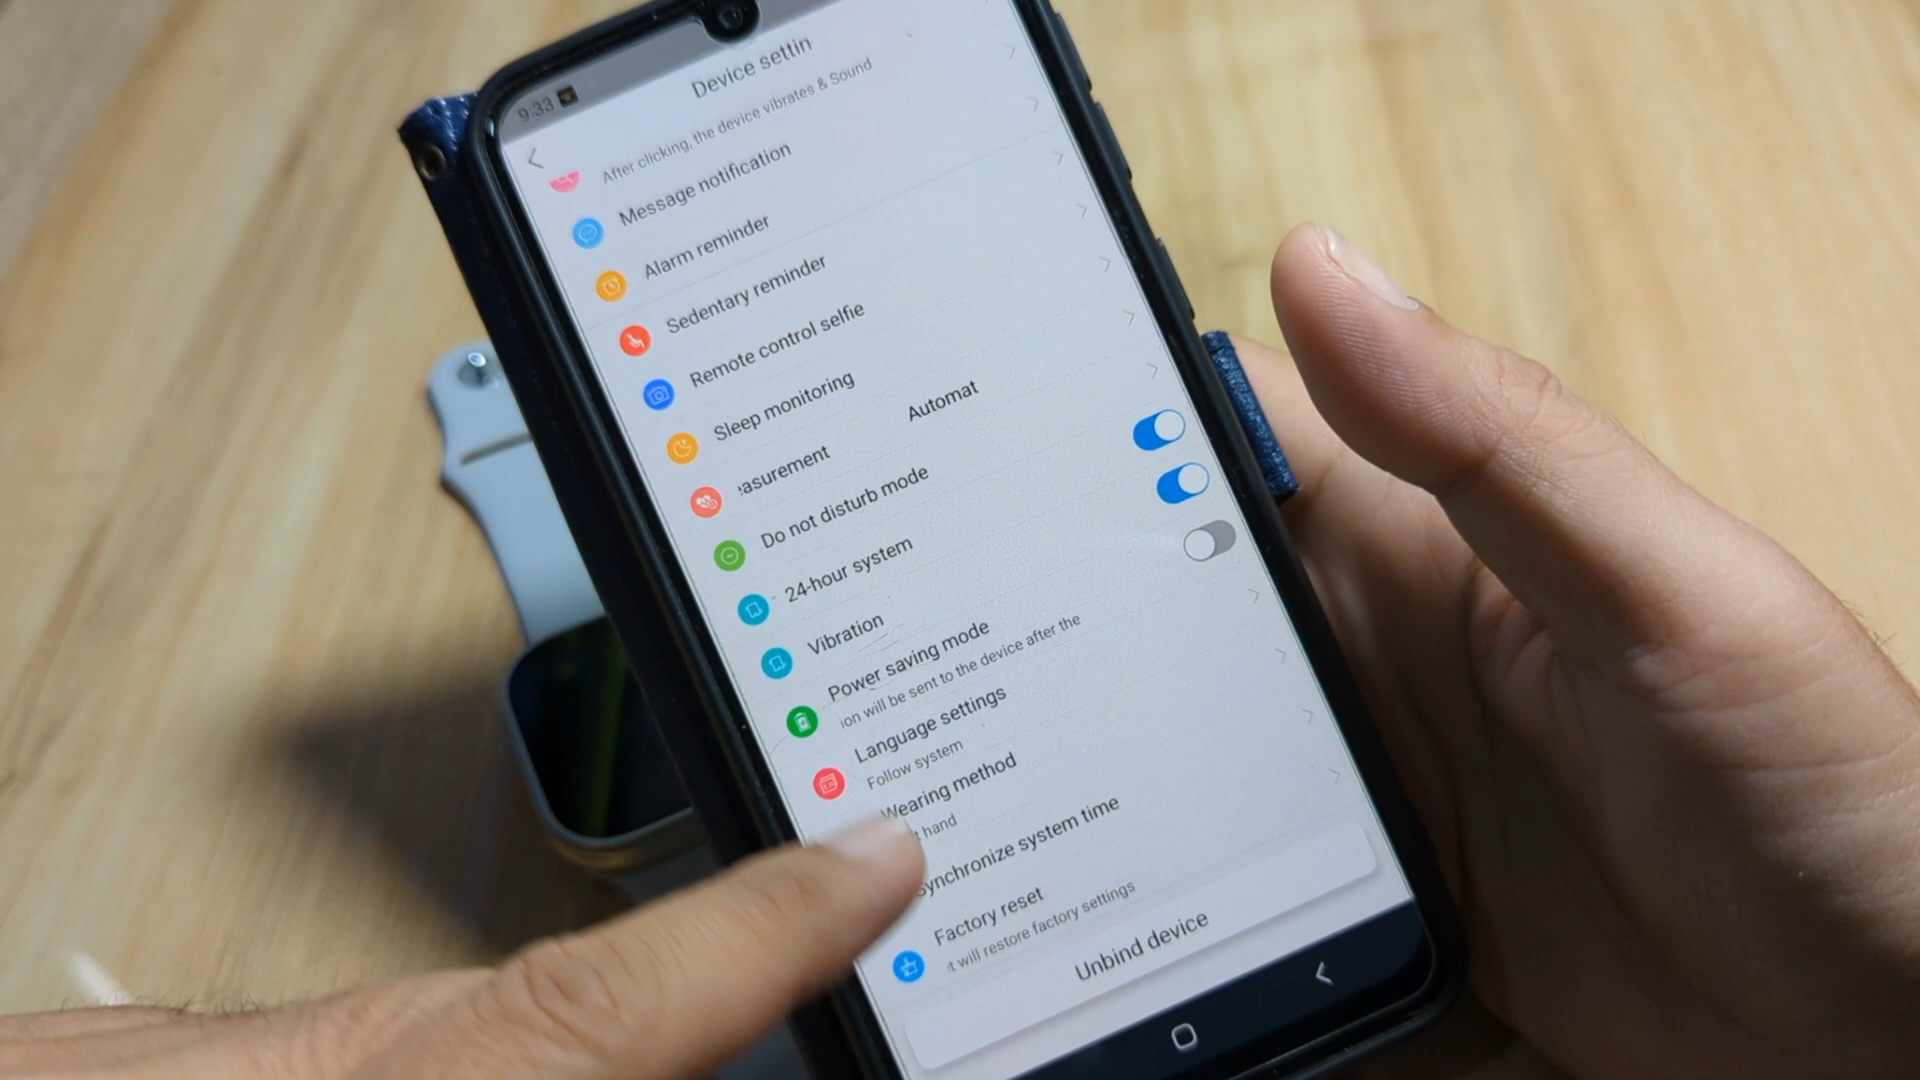 9:33
Device settin
After clicking, the device vibrates & Sound
Message notification
Alarm reminder
Sedentary reminder
Remote control selfie
Sleep monitoring
asurement Automat
Do not disturb mode
24-hour system
Vibration
Power saving mode
ion will be sent to the device after the
Language settings
Follow system
Wearing method
t hand
Synchronize system time
Factory reset
t will restore factory settings
Unbind device